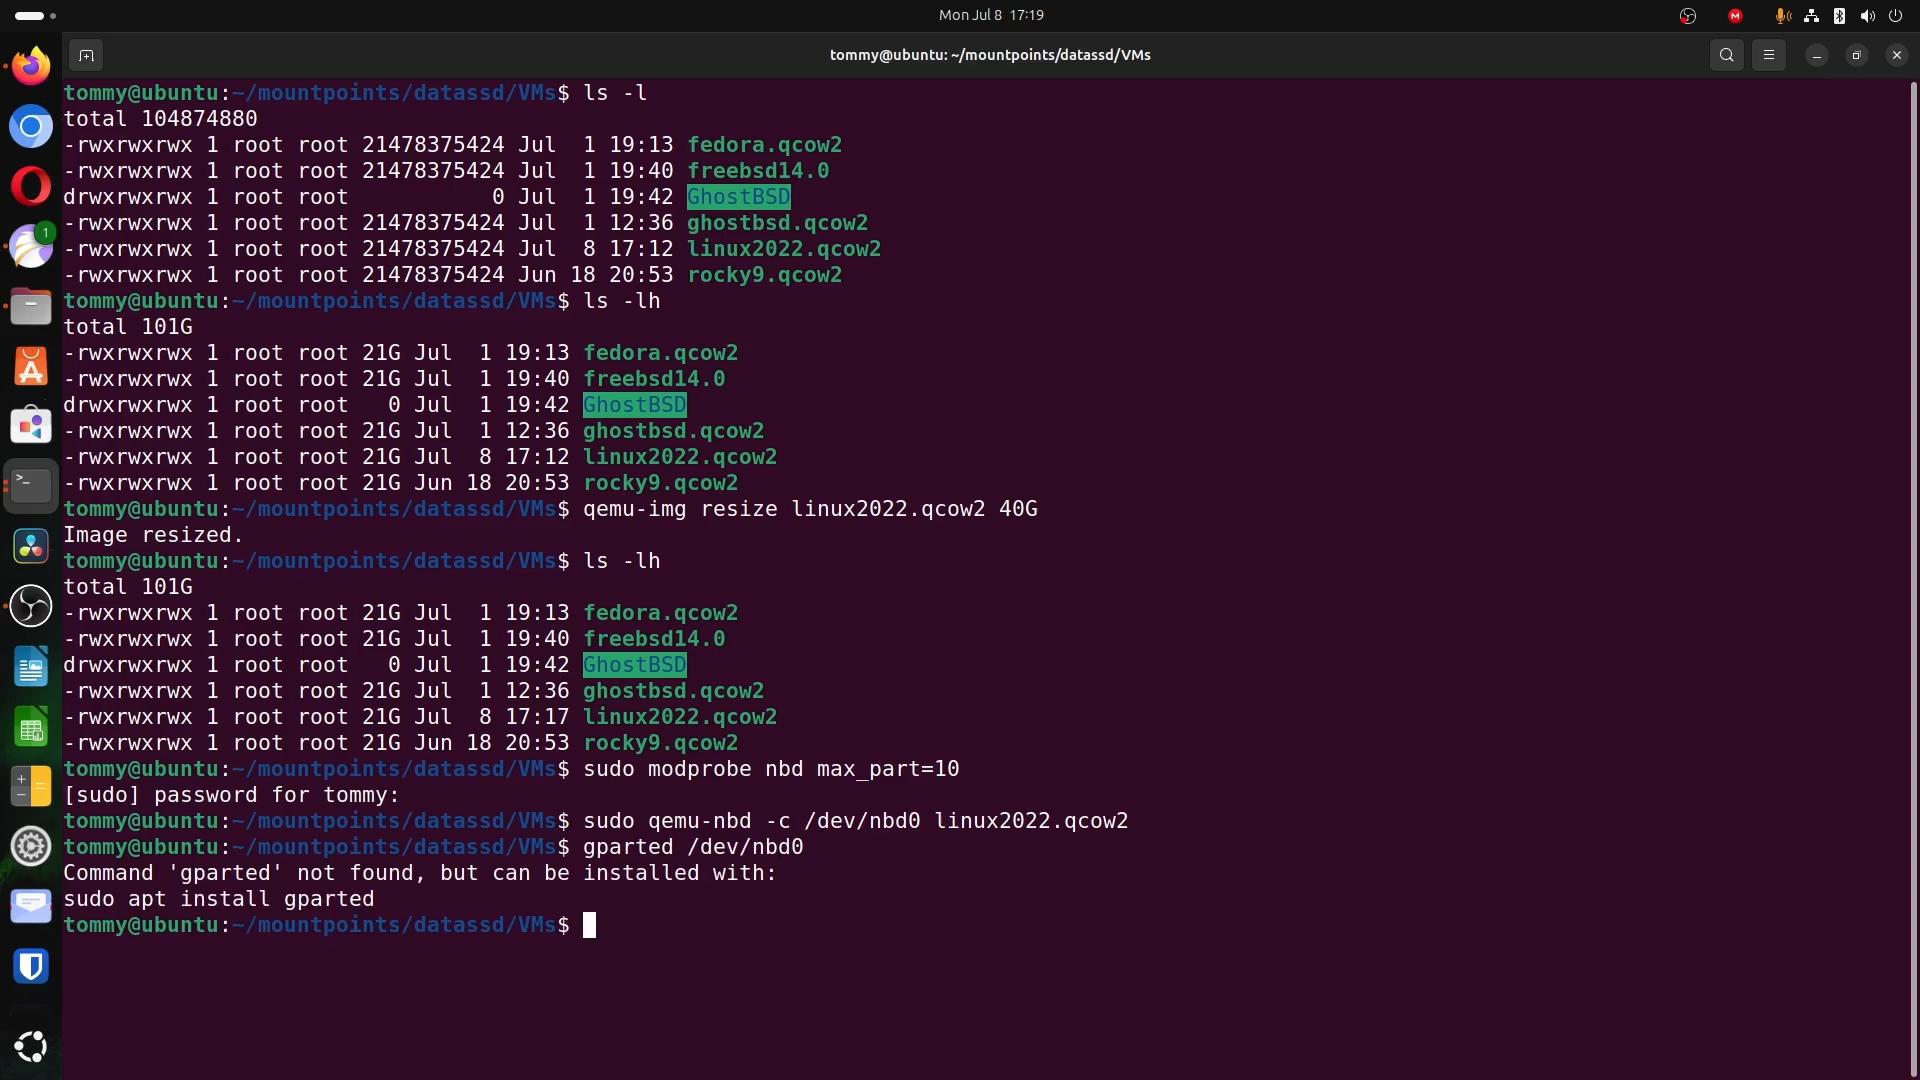 Mon Jul 8 17:19
tommy@ubuntu: ~/mountpoints/datassd/VMs
tommy@ubuntu:~/mountpoints/datassd/VMs$ ls -l
total 104874880
-rwxrwxrwx 1 root root 21478375424 Jul  1 19:13 fedora.qcow2
-rwxrwxrwx 1 root root 21478375424 Jul  1 19:40 freebsd14.0
drwxrwxrwx 1 root root           0 Jul  1 19:42 GhostBSD
-rwxrwxrwx 1 root root 21478375424 Jul  1 12:36 ghostbsd.qcow2
-rwxrwxrwx 1 root root 21478375424 Jul  8 17:12 linux2022.qcow2
-rwxrwxrwx 1 root root 21478375424 Jun 18 20:53 rocky9.qcow2
tommy@ubuntu:~/mountpoints/datassd/VMs$ ls -lh
total 101G
-rwxrwxrwx 1 root root 21G Jul  1 19:13 fedora.qcow2
-rwxrwxrwx 1 root root 21G Jul  1 19:40 freebsd14.0
drwxrwxrwx 1 root root   0 Jul  1 19:42 GhostBSD
-rwxrwxrwx 1 root root 21G Jul  1 12:36 ghostbsd.qcow2
-rwxrwxrwx 1 root root 21G Jul  8 17:12 linux2022.qcow2
-rwxrwxrwx 1 root root 21G Jun 18 20:53 rocky9.qcow2
tommy@ubuntu:~/mountpoints/datassd/VMs$ qemu-img resize linux2022.qcow2 40G
Image resized.
tommy@ubuntu:~/mountpoints/datassd/VMs$ ls -lh
total 101G
-rwxrwxrwx 1 root root 21G Jul  1 19:13 fedora.qcow2
-rwxrwxrwx 1 root root 21G Jul  1 19:40 freebsd14.0
drwxrwxrwx 1 root root   0 Jul  1 19:42 GhostBSD
-rwxrwxrwx 1 root root 21G Jul  1 12:36 ghostbsd.qcow2
-rwxrwxrwx 1 root root 21G Jul  8 17:17 linux2022.qcow2
-rwxrwxrwx 1 root root 21G Jun 18 20:53 rocky9.qcow2
tommy@ubuntu:~/mountpoints/datassd/VMs$ sudo modprobe nbd max_part=10
[sudo] password for tommy:
tommy@ubuntu:~/mountpoints/datassd/VMs$ sudo qemu-nbd -c /dev/nbd0 linux2022.qcow2
tommy@ubuntu:~/mountpoints/datassd/VMs$ gparted /dev/nbd0
Command 'gparted' not found, but can be installed with:
sudo apt install gparted
tommy@ubuntu:~/mountpoints/datassd/VMs$
1
M